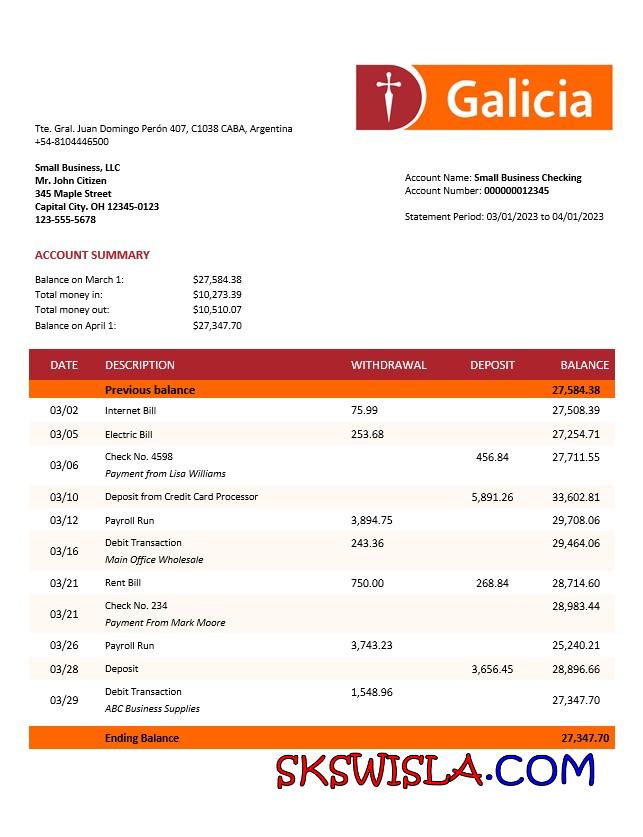 Galicia
Tte. Gral. Juan Domingo Perón 407, C1038 CABA, Argentina
+54-8104446500
Small Business, LLC
Mr. John Citizen
345 Maple Street
Capital City. OH 12345-0123
123-555-5678
Account Name: Small Business Checking
Account Number: 000000012345
Statement Period: 03/01/2023 to 04/01/2023
ACCOUNT SUMMARY
Balance on March 1: $27,584.38
Total money in: $10,273.39
Total money out: $10,510.07
Balance on April 1: $27,347.70
DATE DESCRIPTION WITHDRAWAL DEPOSIT BALANCE
Previous balance 27,584.38
03/02 Internet Bill 75.99 27,508.39
03/05 Electric Bill 253.68 27,254.71
03/06 Check No. 4598 456.84 27,711.55
Payment from Lisa Williams
03/10 Deposit from Credit Card Processor 5,891.26 33,602.81
03/12 Payroll Run 3,894.75 29,708.06
03/16 Debit Transaction 243.36 29,464.06
Main Office Wholesale
03/21 Rent Bill 750.00 268.84 28,714.60
03/21 Check No. 234 28,983.44
Payment From Mark Moore
03/26 Payroll Run 3,743.23 25,240.21
03/28 Deposit 3,656.45 28,896.66
03/29 Debit Transaction 1,548.96 27,347.70
ABC Business Supplies
Ending Balance 27,347.70
SKSWISLA.COM